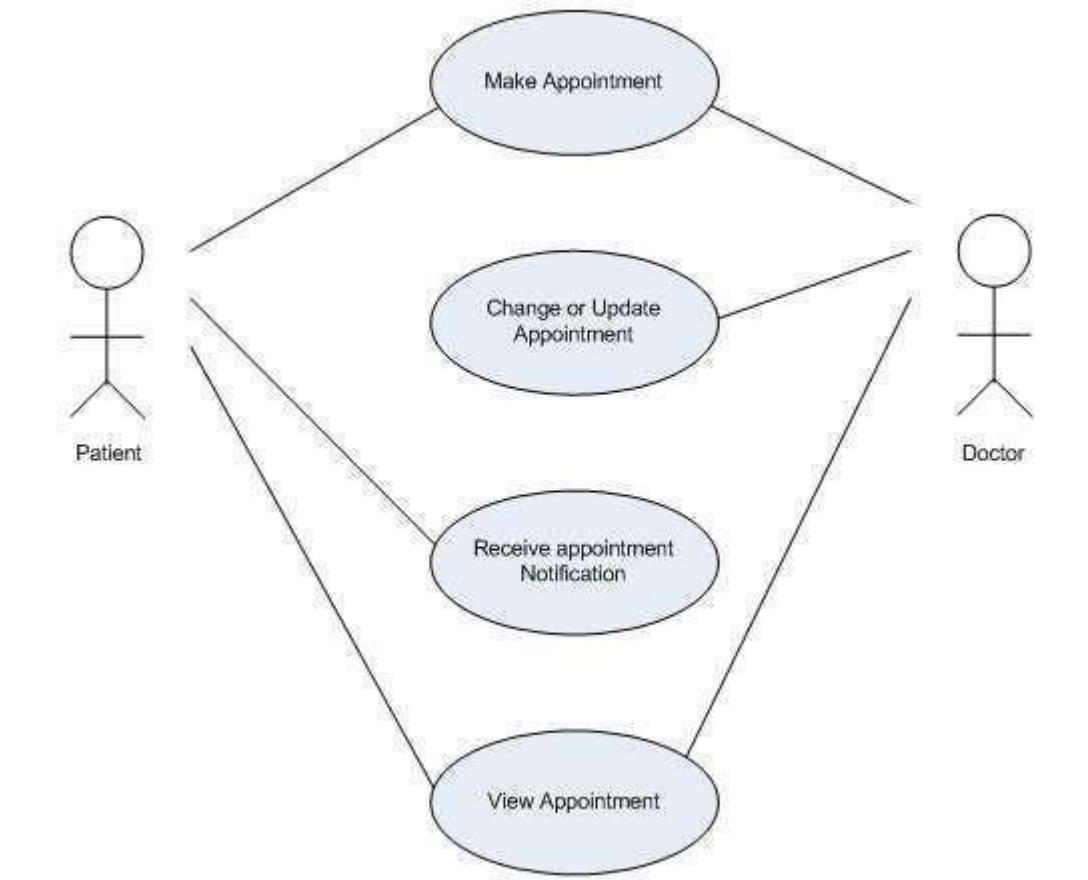 Make Appointment
Change or Update
Appointment
Patient
Doctor
Receive appointment
Notification
View Appointment